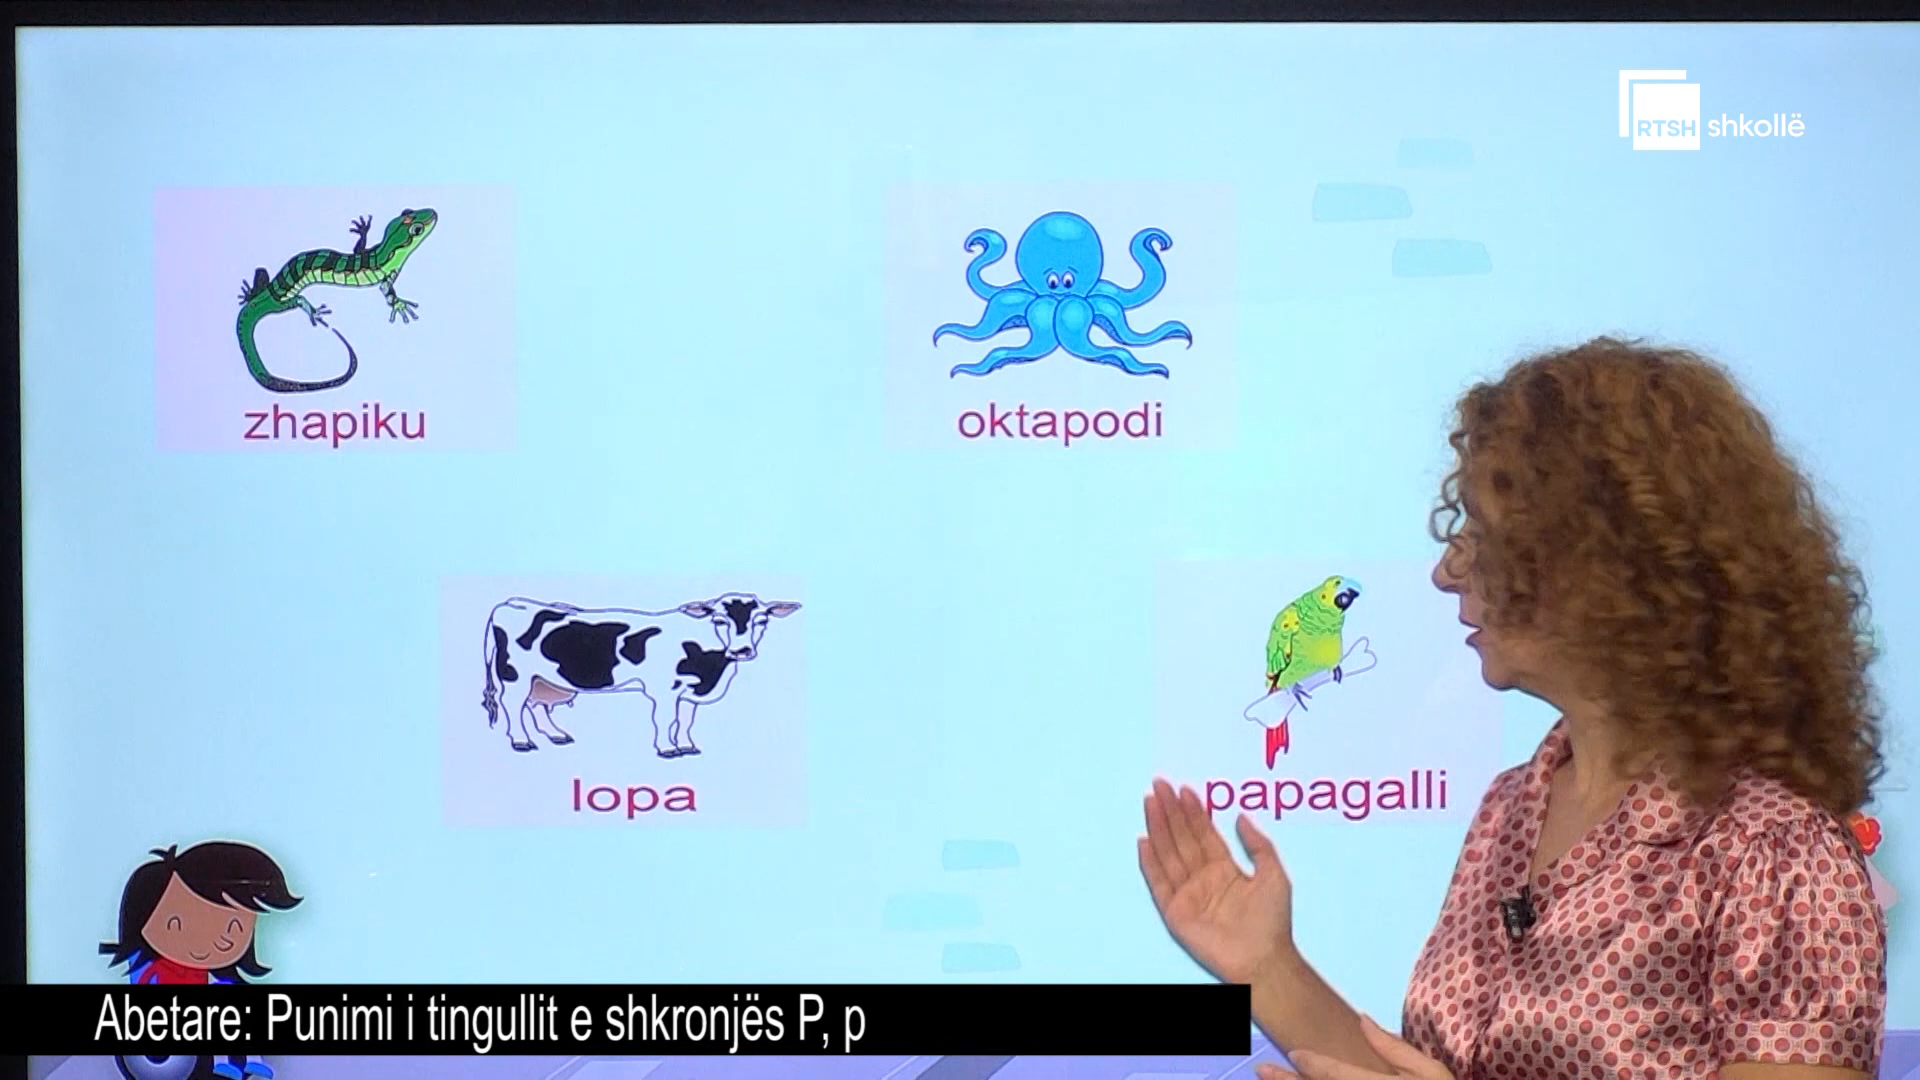 RTSH shkollë
zhapiku
oktapodi
lopa
papagalli
Abetare: Punimi i tingullit e shkronjës P, p